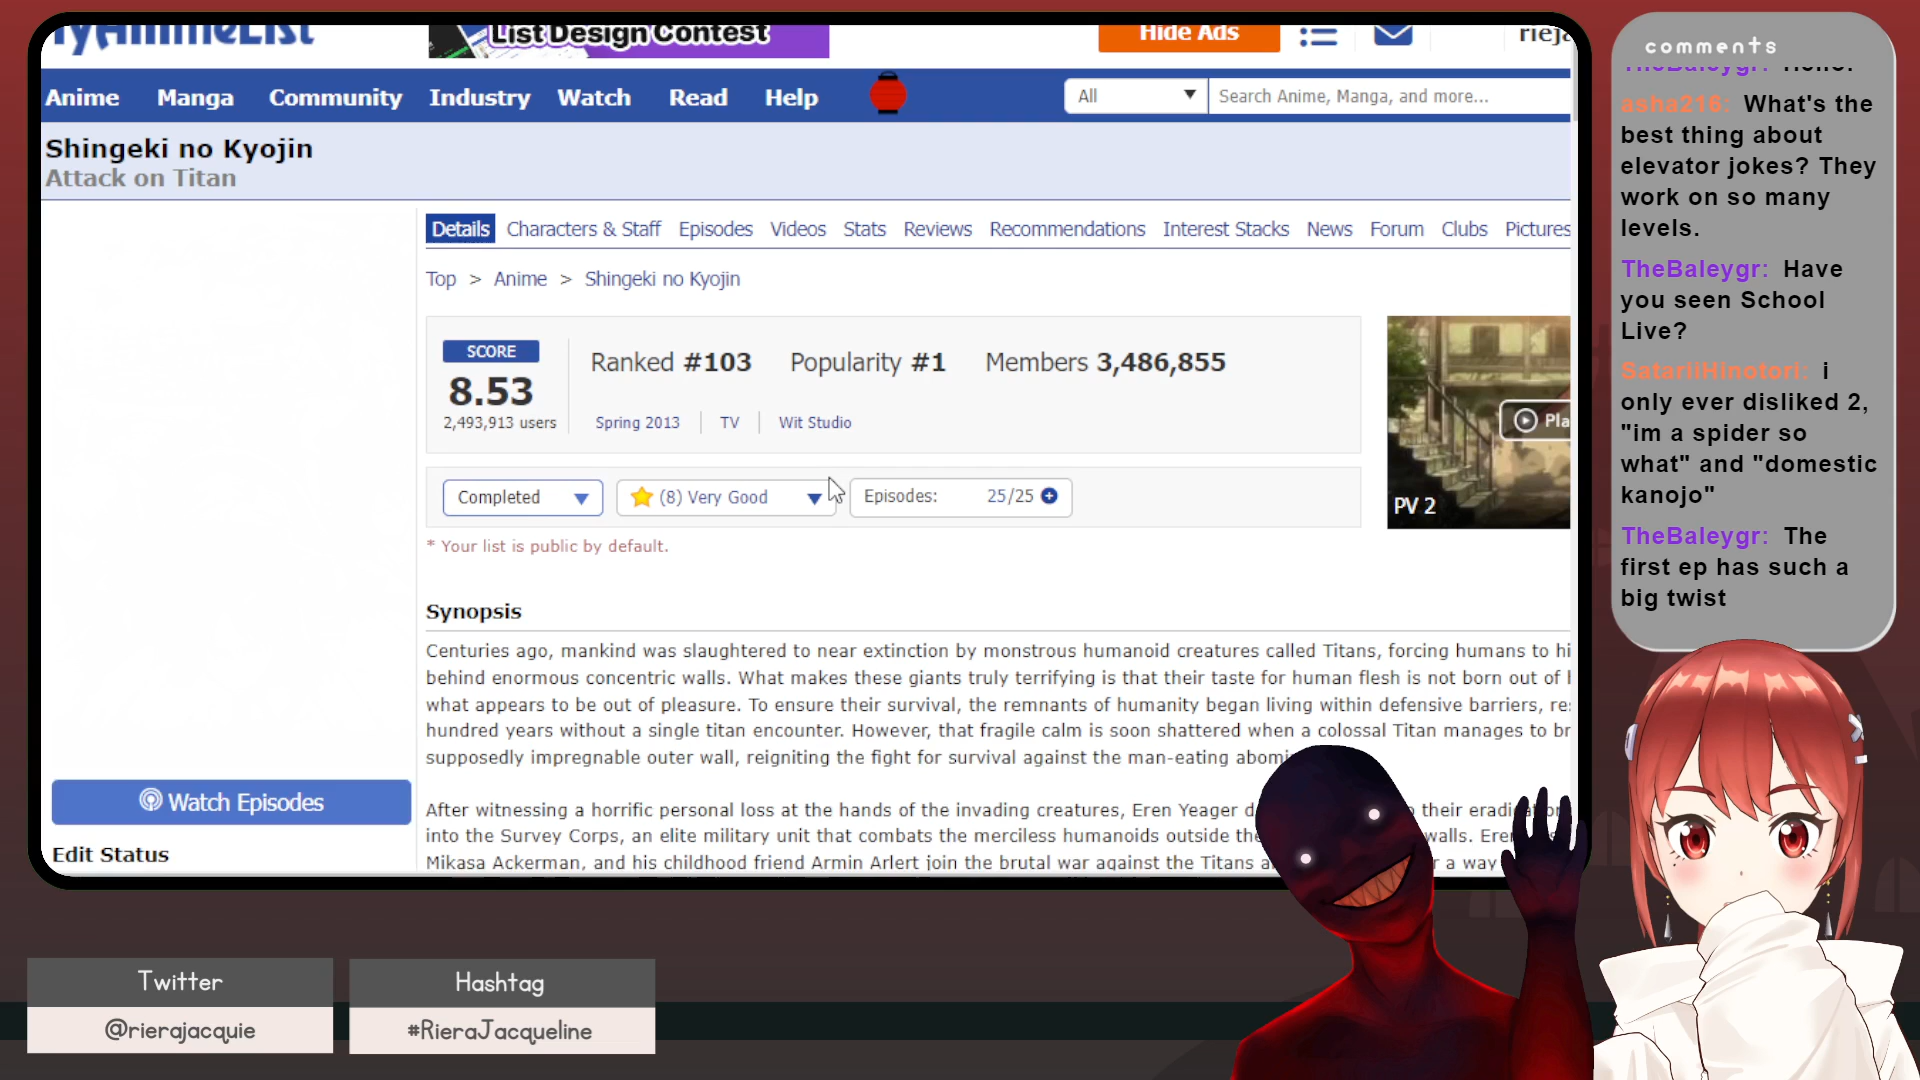 MyAnimeList
List Design Contest
Hide Ads
Anime Manga Community Industry Watch Read Help
All
Search Anime, Manga, and more...
Shingeki no Kyojin
Attack on Titan
Details Characters & Staff Episodes Videos Stats Reviews Recommendations Interest Stacks News Forum Clubs Pictures
Top > Anime > Shingeki no Kyojin
SCORE
8.53
2,493,913 users
Ranked #103 Popularity #1 Members 3,486,855
Spring 2013 TV Wit Studio
Pla
PV 2
Completed
(8) Very Good
Episodes: 25/25
* Your list is public by default.
Synopsis
Centuries ago, mankind was slaughtered to near extinction by monstrous humanoid creatures called Titans, forcing humans to hi
behind enormous concentric walls. What makes these giants truly terrifying is that their taste for human flesh is not born out of
what appears to be out of pleasure. To ensure their survival, the remnants of humanity began living within defensive barriers, re
hundred years without a single titan encounter. However, that fragile calm is soon shattered when a colossal Titan manages to br
supposedly impregnable outer wall, reigniting the fight for survival against the man-eating abomi
After witnessing a horrific personal loss at the hands of the invading creatures, Eren Yeager d their eradication
into the Survey Corps, an elite military unit that combats the merciless humanoids outside the walls. Eren
Mikasa Ackerman, and his childhood friend Armin Arlert join the brutal war against the Titans a r a way
Watch Episodes
Edit Status
comments
TheBaleygr: Hello!
asha216: What's the
best thing about
elevator jokes? They
work on so many
levels.
TheBaleygr: Have
you seen School
Live?
SatariiHinotori: i
only ever disliked 2,
"im a spider so
what" and "domestic
kanojo"
TheBaleygr: The
first ep has such a
big twist
Twitter
@rierajacquie
Hashtag
#RieraJacqueline